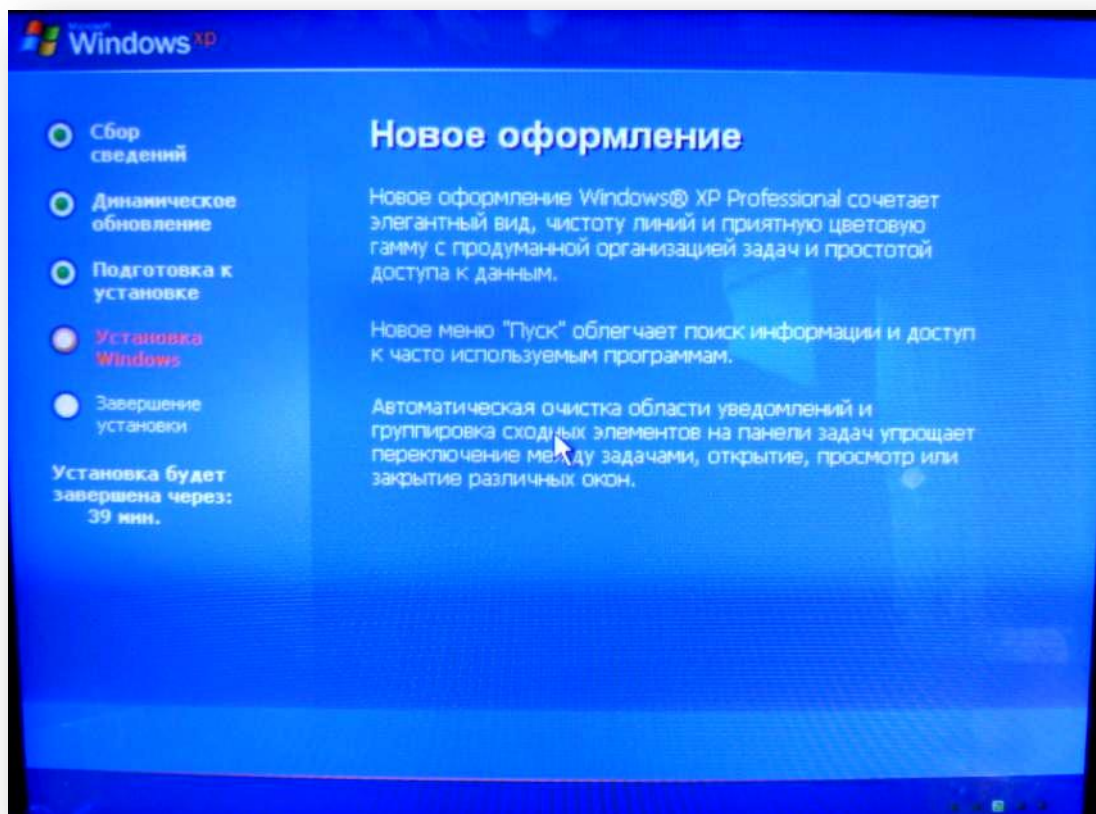 Microsoft
Windows xp
Сбор
сведений
Динамическое
обновление
Подготовка к
установке
Установка
Windows
Завершение
установки
Установка будет
завершена через:
39 мин.
Новое оформление
Новое оформление Windows® XP Professional сочетает
элегантный вид, чистоту линий и приятную цветовую
гамму с продуманной организацией задач и простотой
доступа к данным.
Новое меню "Пуск" облегчает поиск информации и доступ
к часто используемым программам.
Автоматическая очистка области уведомлений и
группировка сходных элементов на панели задач упрощает
переключение между задачами, открытие, просмотр или
закрытие различных окон.